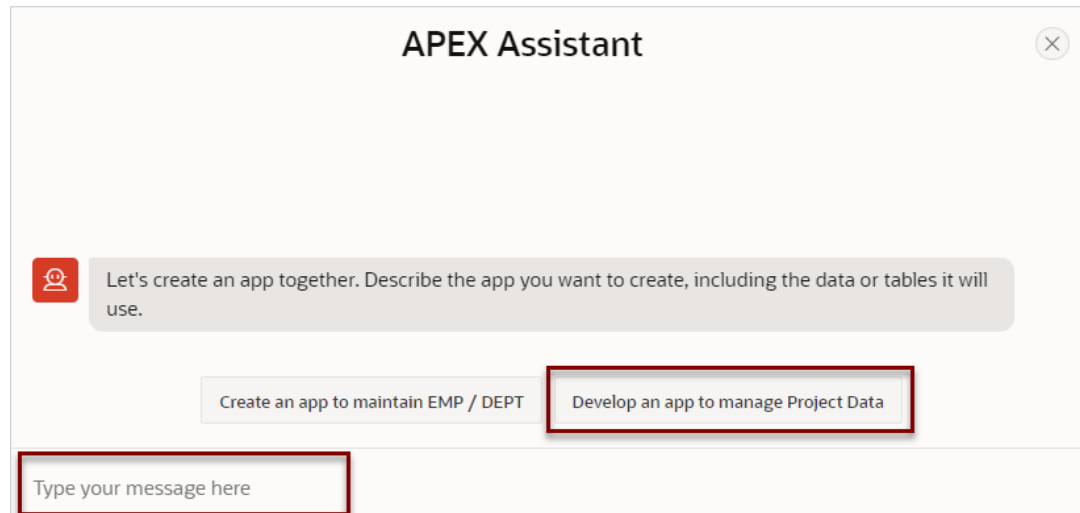 APEX Assistant
Let's create an app together. Describe the app you want to create, including the data or tables it will
use.
Create an app to maintain EMP / DEPT
Develop an app to manage Project Data
Type your message here